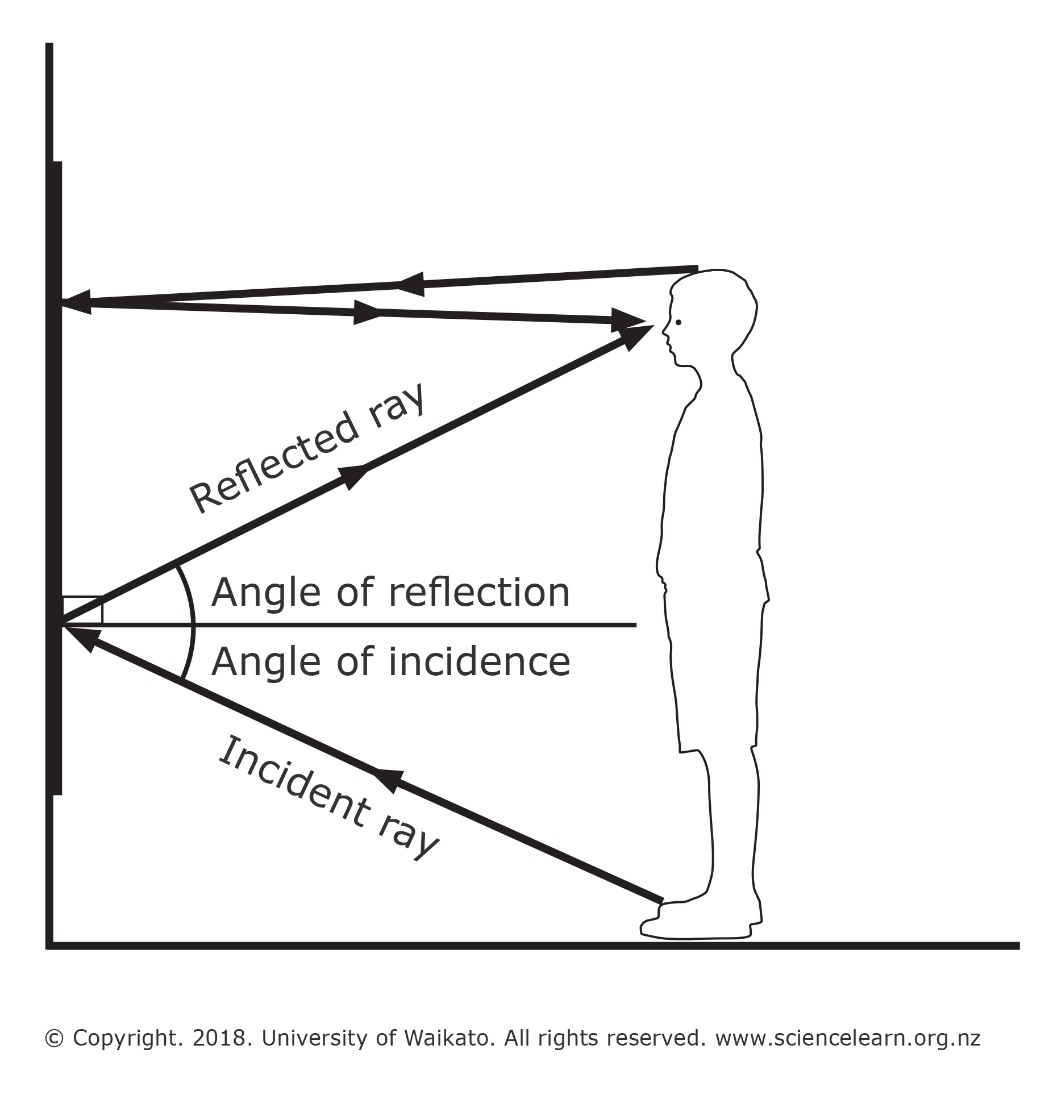 Reflected ray
Angle of reflection
Angle of incidence
Incident ray
© Copyright. 2018. University of Waikato. All rights reserved. www.sciencelearn.org.nz